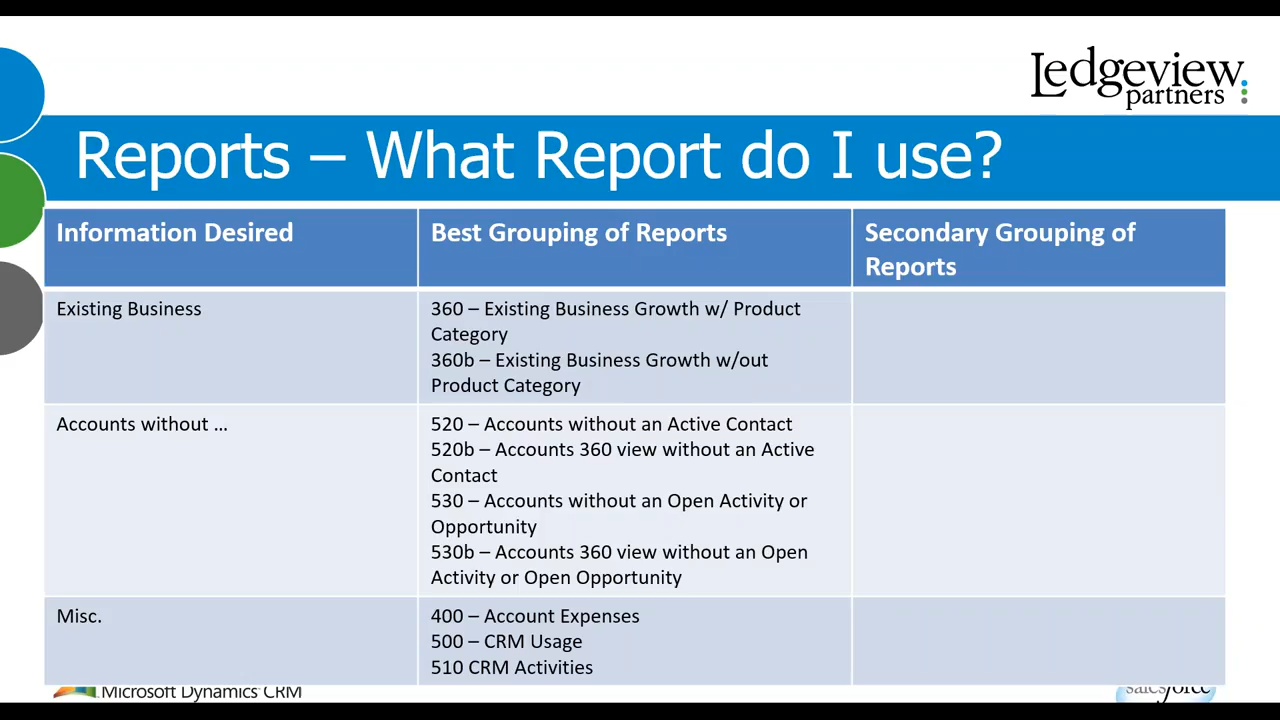 Ledgeview
partners
Reports – What Report do I use?
Information Desired
Best Grouping of Reports
Secondary Grouping of
Reports
Existing Business
360 – Existing Business Growth w/ Product
Category
360b – Existing Business Growth w/out
Product Category
Accounts without ...
520 – Accounts without an Active Contact
520b – Accounts 360 view without an Active
Contact
530 – Accounts without an Open Activity or
Opportunity
530b – Accounts 360 view without an Open
Activity or Open Opportunity
Misc.
400 – Account Expenses
500 – CRM Usage
510 CRM Activities
Microsoft Dynamics CRM
salesforce